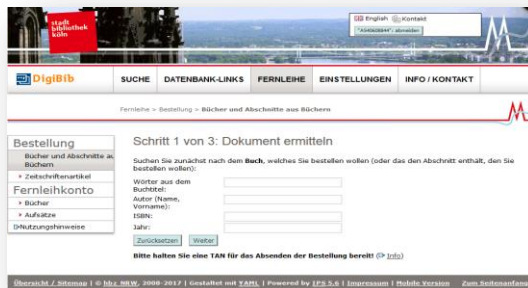 stadt
bibliothek
köln
English Kontakt
abmelden
DigiBib
SUCHE DATENBANK-LINKS FERNLEIHE EINSTELLUNGEN INFO / KONTAKT
Fernleihe > Bestellung > Bücher und Abschnitte aus Büchern
Bestellung
Bücher und Abschnitte au
Büchern
Zeitschriftenartikel
Fernleihkonto
Bücher
Aufsätze
Nutzungshinweise
Schritt 1 von 3: Dokument ermitteln
Suchen Sie zunächst nach dem Buch, welches Sie bestellen wollen (oder das den Abschnitt enthält, den Sie
bestellen wollen):
Wörter aus dem
Buchtitel:
Autor (Name,
Vorname):
ISBN:
Jahr:
Zurücksetzen Weiter
Bitte halten Sie eine TAN für das Absenden der Bestellung bereit! (Info)
Übersicht / Sitemap | © hbz NRW, 2000-2017 | Gestaltet mit YAML | Powered by IPS 5.6 | Impressum | Mobile Version Zum Seitenanfang